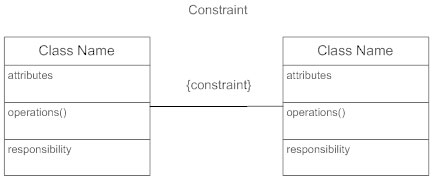 Constraint
Class Name
attributes
operations()
responsibility
{constraint}
Class Name
attributes
operations()
responsibility